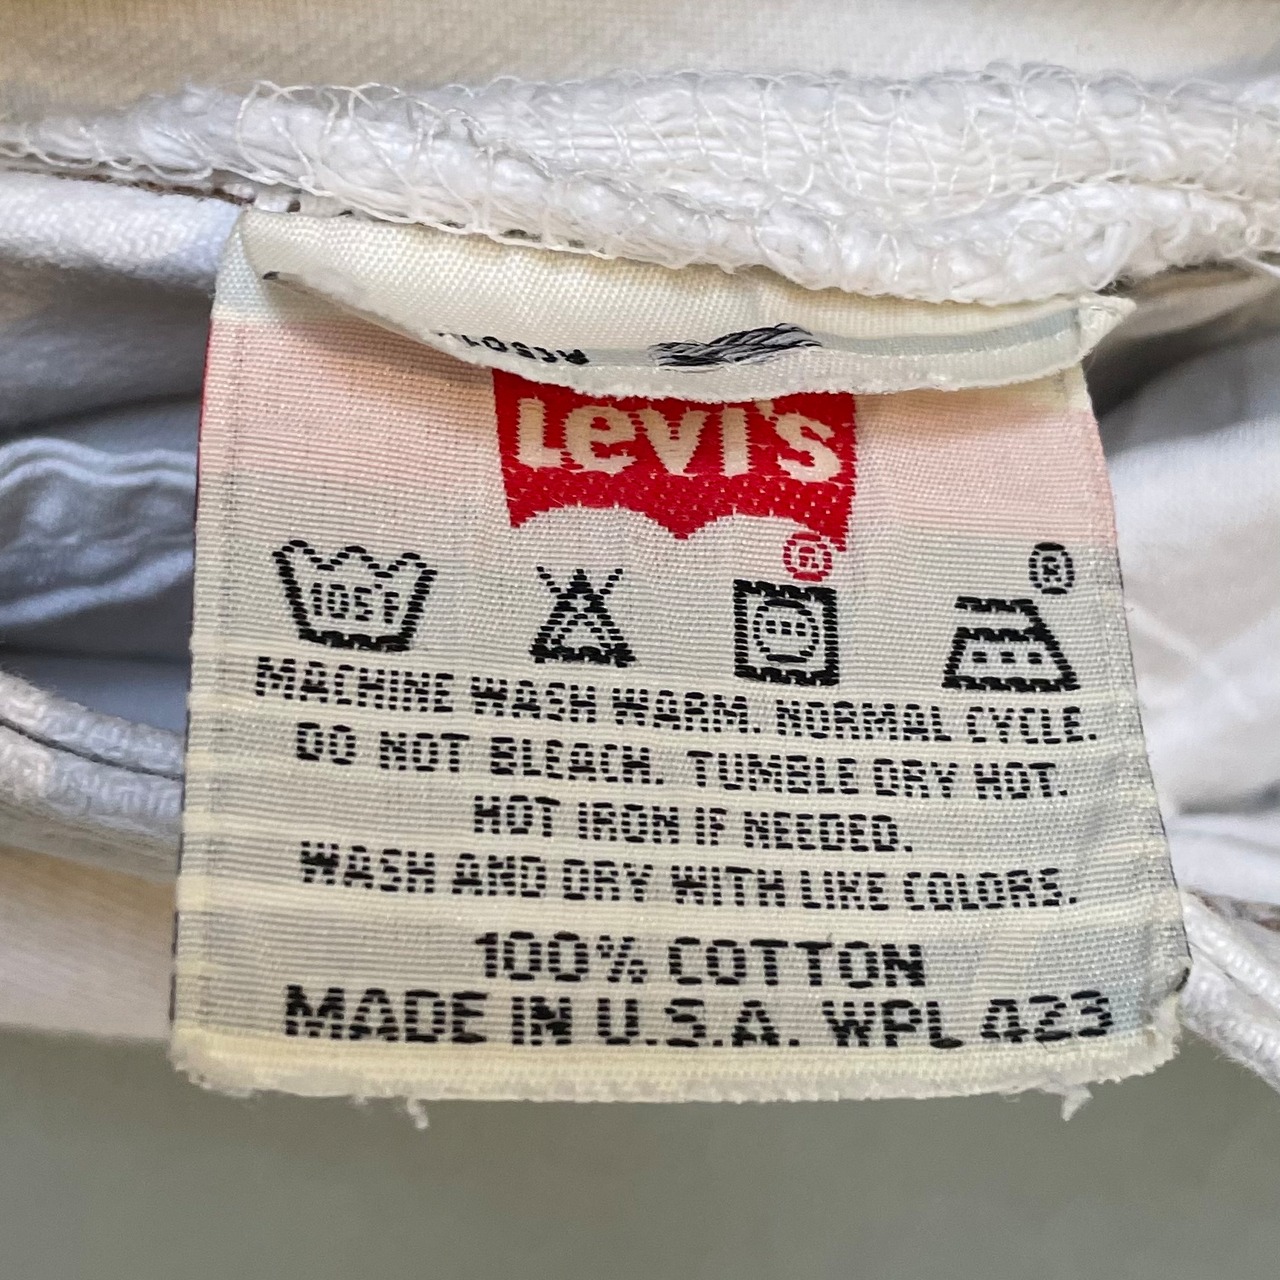 Levi's
®
105°F
®
MACHINE WASH WARM. NORMAL CYCLE.
DO NOT BLEACH. TUMBLE DRY HOT.
HOT IRON IF NEEDED.
WASH AND DRY WITH LIKE COLORS.
100% COTTON
MADE IN U.S.A. WPL 423